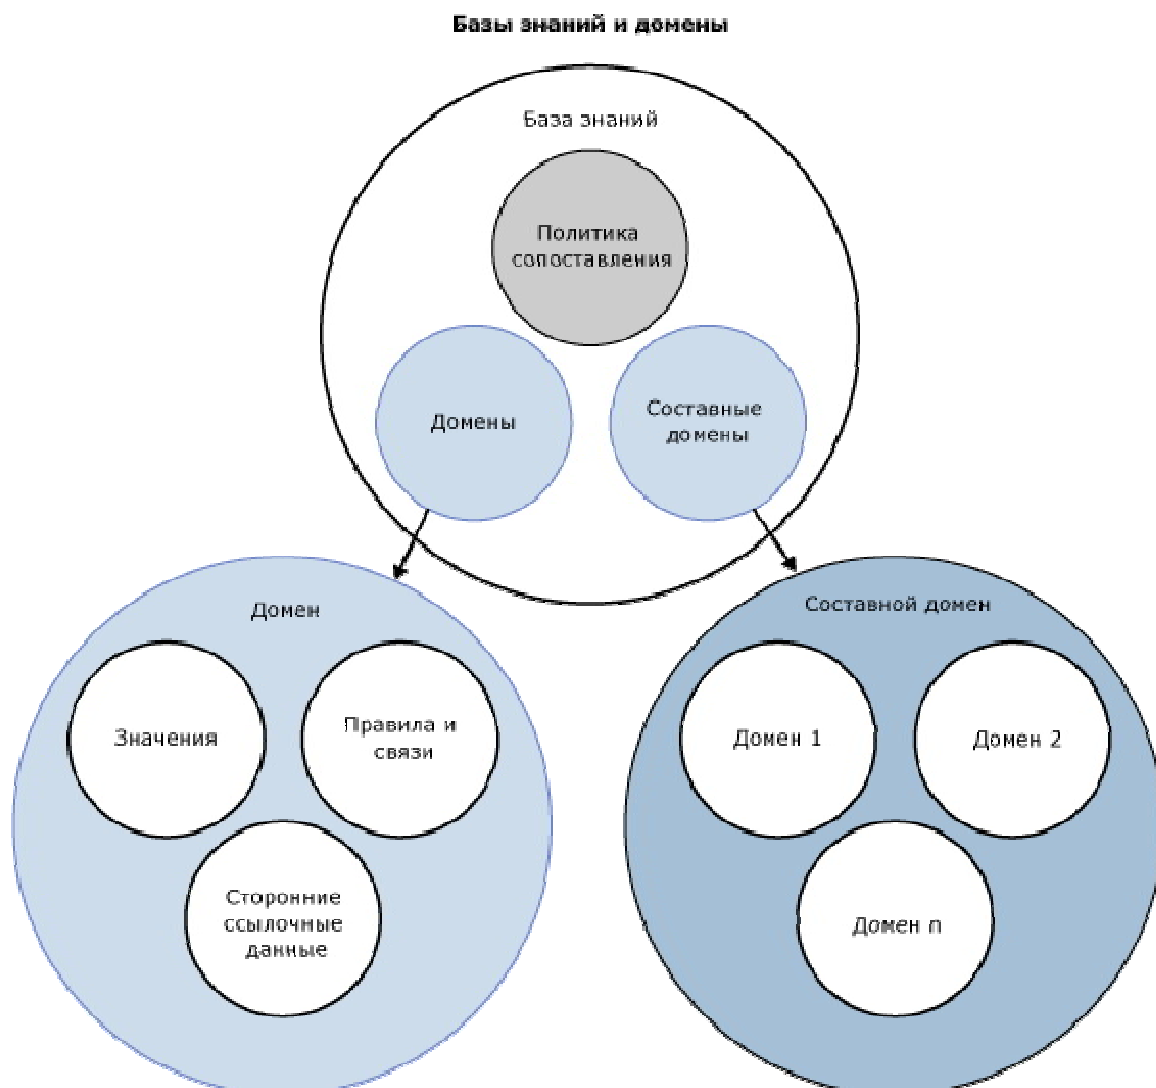 Базы знаний и домены
База знаний
Политика
сопоставления
Домены
Составные
домены
Домен
Составной домен
Значения
Правила и
связи
Домен 1
Домен 2
Сторонние
ссылочные
данные
Домен n